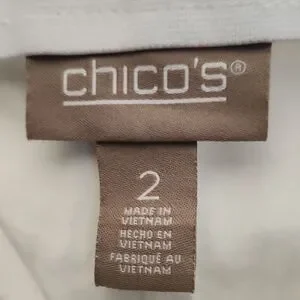 chico's®
2
MADE IN
VIETNAM
HECHO EN
VIETNAM
FABRIQUÉ AU
VIETNAM